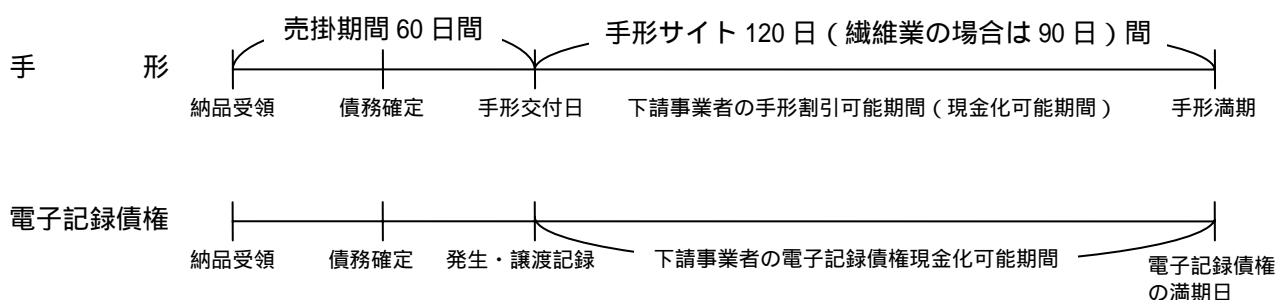 売掛期間 60 日間
手形サイト 120 日（繊維業の場合は 90 日）間
手形
納品受領
債務確定
手形交付日
下請事業者の手形割引可能期間（現金化可能期間）
手形満期
電子記録債権
納品受領
債務確定
発生・譲渡記録
下請事業者の電子記録債権現金化可能期間
電子記録債権
の満期日